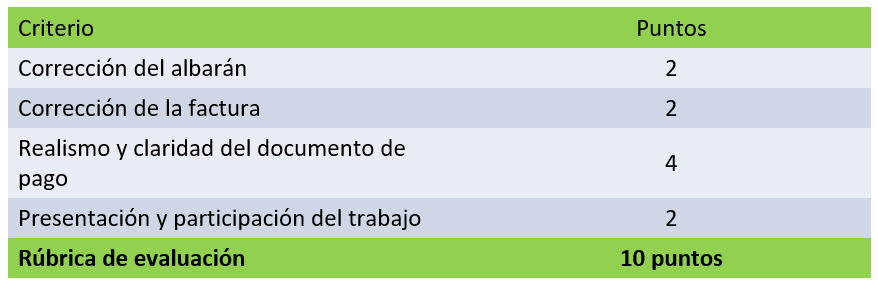 Criterio Puntos
Corrección del albarán 2
Corrección de la factura 2
Realismo y claridad del documento de
pago 4
Presentación y participación del trabajo 2
Rúbrica de evaluación 10 puntos